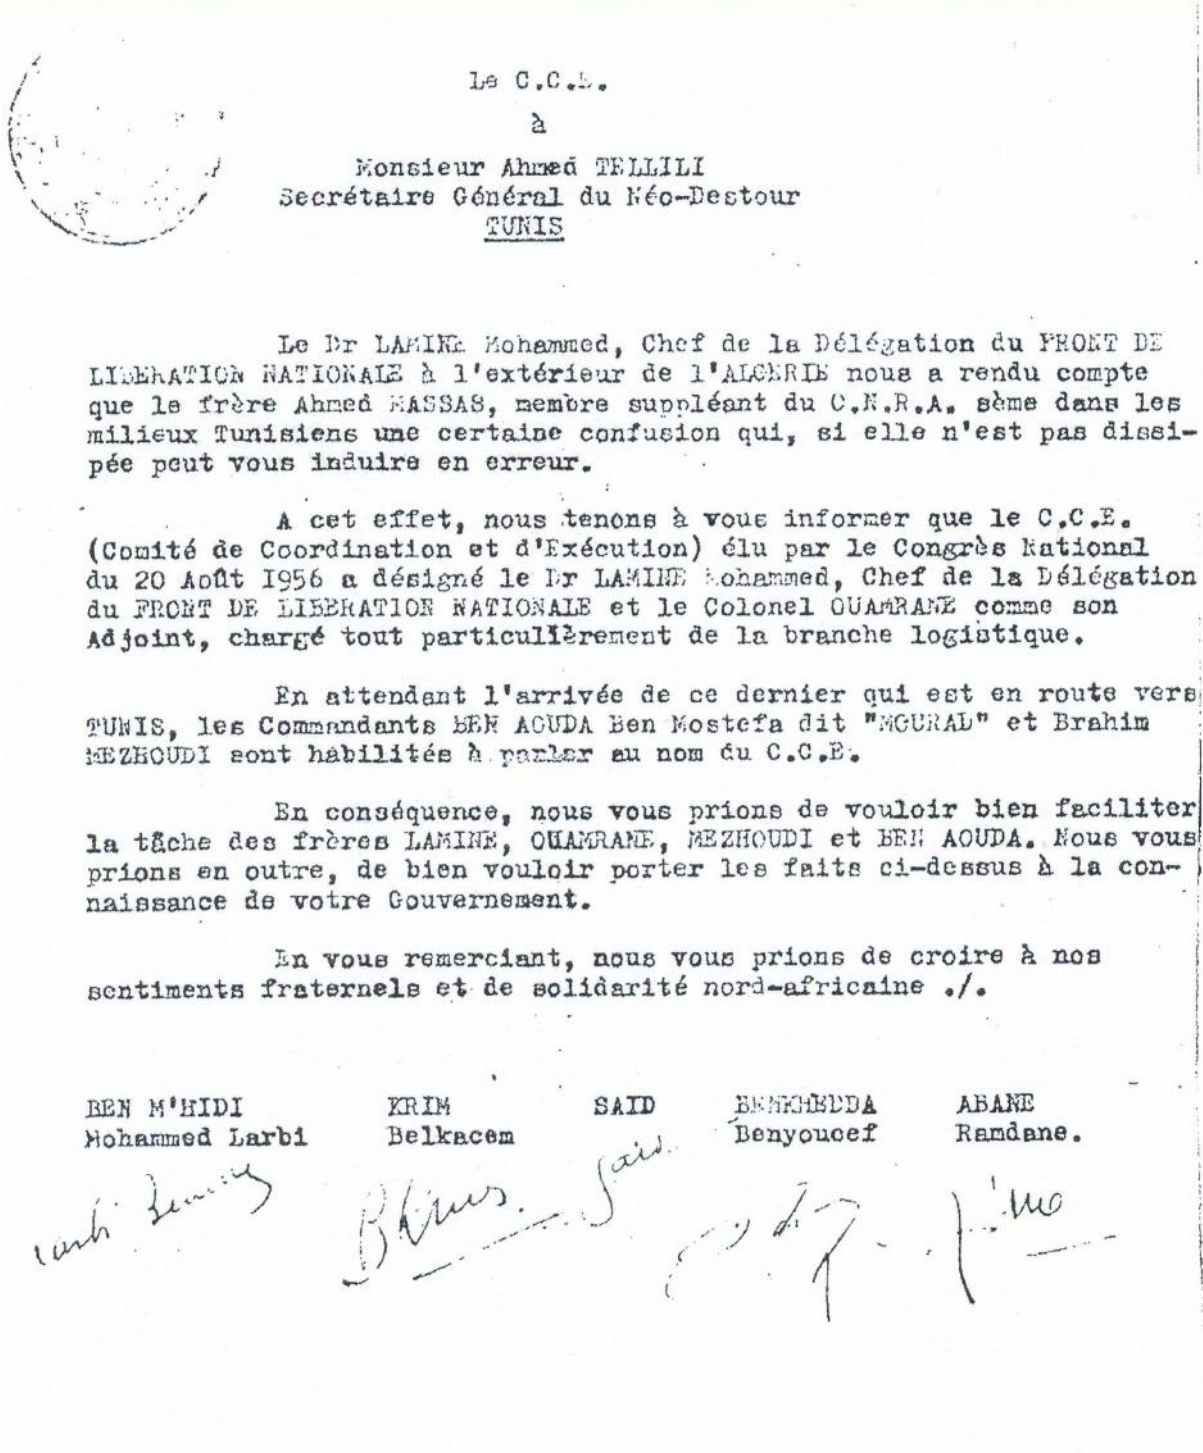 Le C.C.E.
à
Monsieur Ahmed TELLILI
Secrétaire Général du Néo-Destour
TUNIS
Le Dr LAMINE Mohammed, Chef de la Délégation du FRONT DE
LIBERATION NATIONALE à l'extérieur de l'ALGERIE nous a rendu compte
que le frère Ahmed MASSAS, membre suppléant du C.N.R.A. sème dans les
milieux Tunisiens une certaine confusion qui, si elle n'est pas dissi-
pée peut vous induire en erreur.
A cet effet, nous tenons à vous informer que le C.C.E.
(Comité de Coordination et d'Exécution) élu par le Congrès National
du 20 Août I956 a désigné le Dr LAMINE Mohammed, Chef de la Délégation
du FRONT DE LIBERATION NATIONALE et le Colonel OUAMRANE comme son
Adjoint, chargé tout particulièrement de la branche logistique.
En attendant l'arrivée de ce dernier qui est en route vers
TUNIS, les Commandants BEN AOUDA Ben Mostefa dit "MOURAD" et Brahim
MEZHOUDI sont habilités à parler au nom du C.C.E.
En conséquence, nous vous prions de vouloir bien faciliter
la tâche des frères LAMINE, OUAMRANE, MEZHOUDI et BEN AOUDA. Nous vous
prions en outre, de bien vouloir porter les faits ci-dessus à la con-
naissance de votre Gouvernement.
En vous remerciant, nous vous prions de croire à nos
sentiments fraternels et de solidarité nord-africaine ./.
BEN M'HIDI KRIM SAID BENKHEDDA ABANE
Mohammed Larbi Belkacem Benyoucef Ramdane.
Said